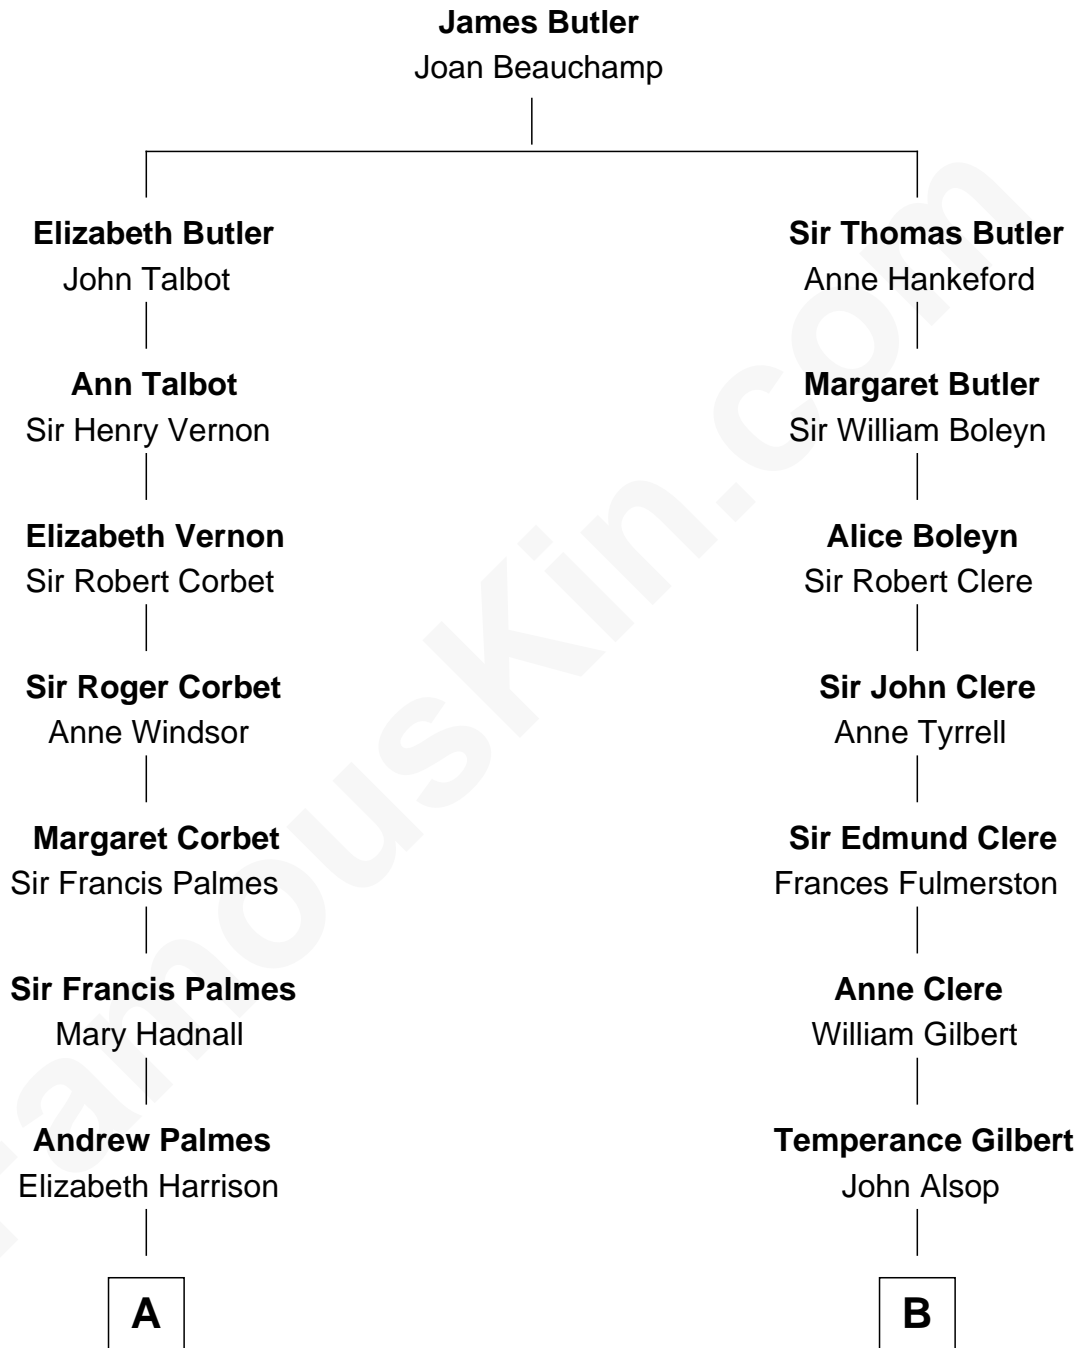 James Butler
Joan Beauchamp
Elizabeth Butler
John Talbot
Sir Thomas Butler
Anne Hankeford
Ann Talbot
Sir Henry Vernon
Margaret Butler
Sir William Boleyn
Elizabeth Vernon
Sir Robert Corbet
Alice Boleyn
Sir Robert Clere
Sir Roger Corbet
Anne Windsor
Sir John Clere
Anne Tyrrell
Margaret Corbet
Sir Francis Palmes
Sir Edmund Clere
Frances Fulmerston
Sir Francis Palmes
Mary Hadnall
Anne Clere
William Gilbert
Andrew Palmes
Elizabeth Harrison
Temperance Gilbert
John Alsop
A
B
FamousKin.com